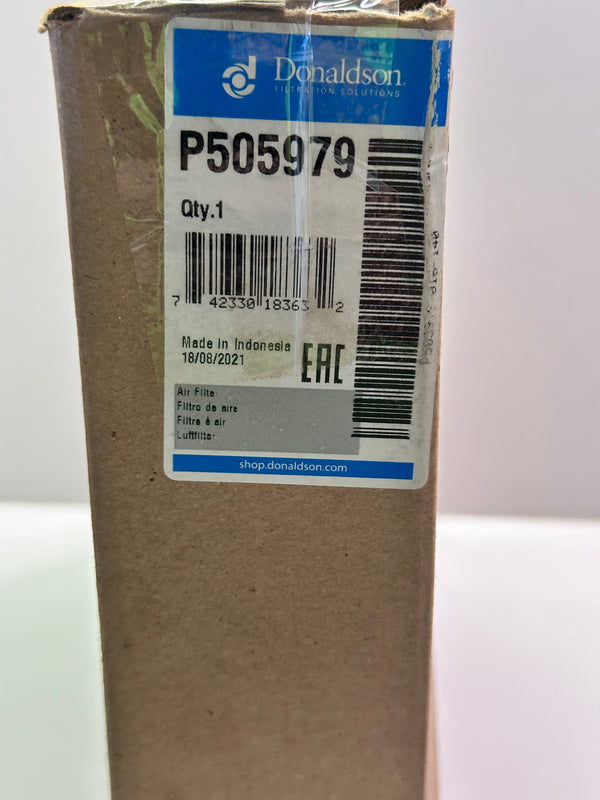 Donaldson
FILTRATION SOLUTIONS
P505979
Qty.1
7 42330 18363 2
Made in Indonesia
18/08/2021
EAC
Air Filter
Filtro de aire
Filtre à air
Luftfilter
shop.donaldson.com